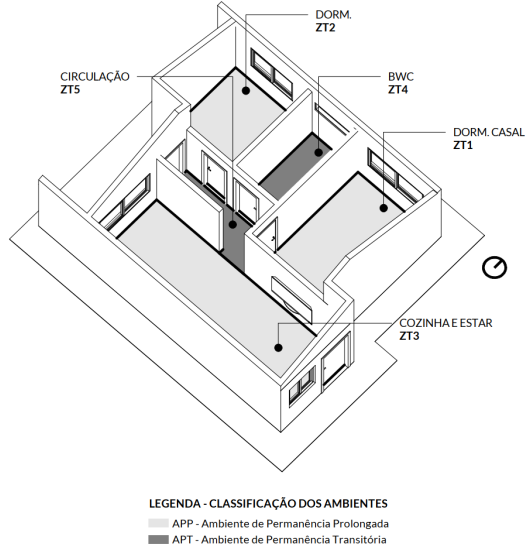 DORM.
ZT2
CIRCULAÇÃO
ZT5
BWC
ZT4
DORM. CASAL
ZT1
COZINHA E ESTAR
ZT3
LEGENDA - CLASSIFICAÇÃO DOS AMBIENTES
APP - Ambiente de Permanência Prolongada
APT - Ambiente de Permanência Transitória